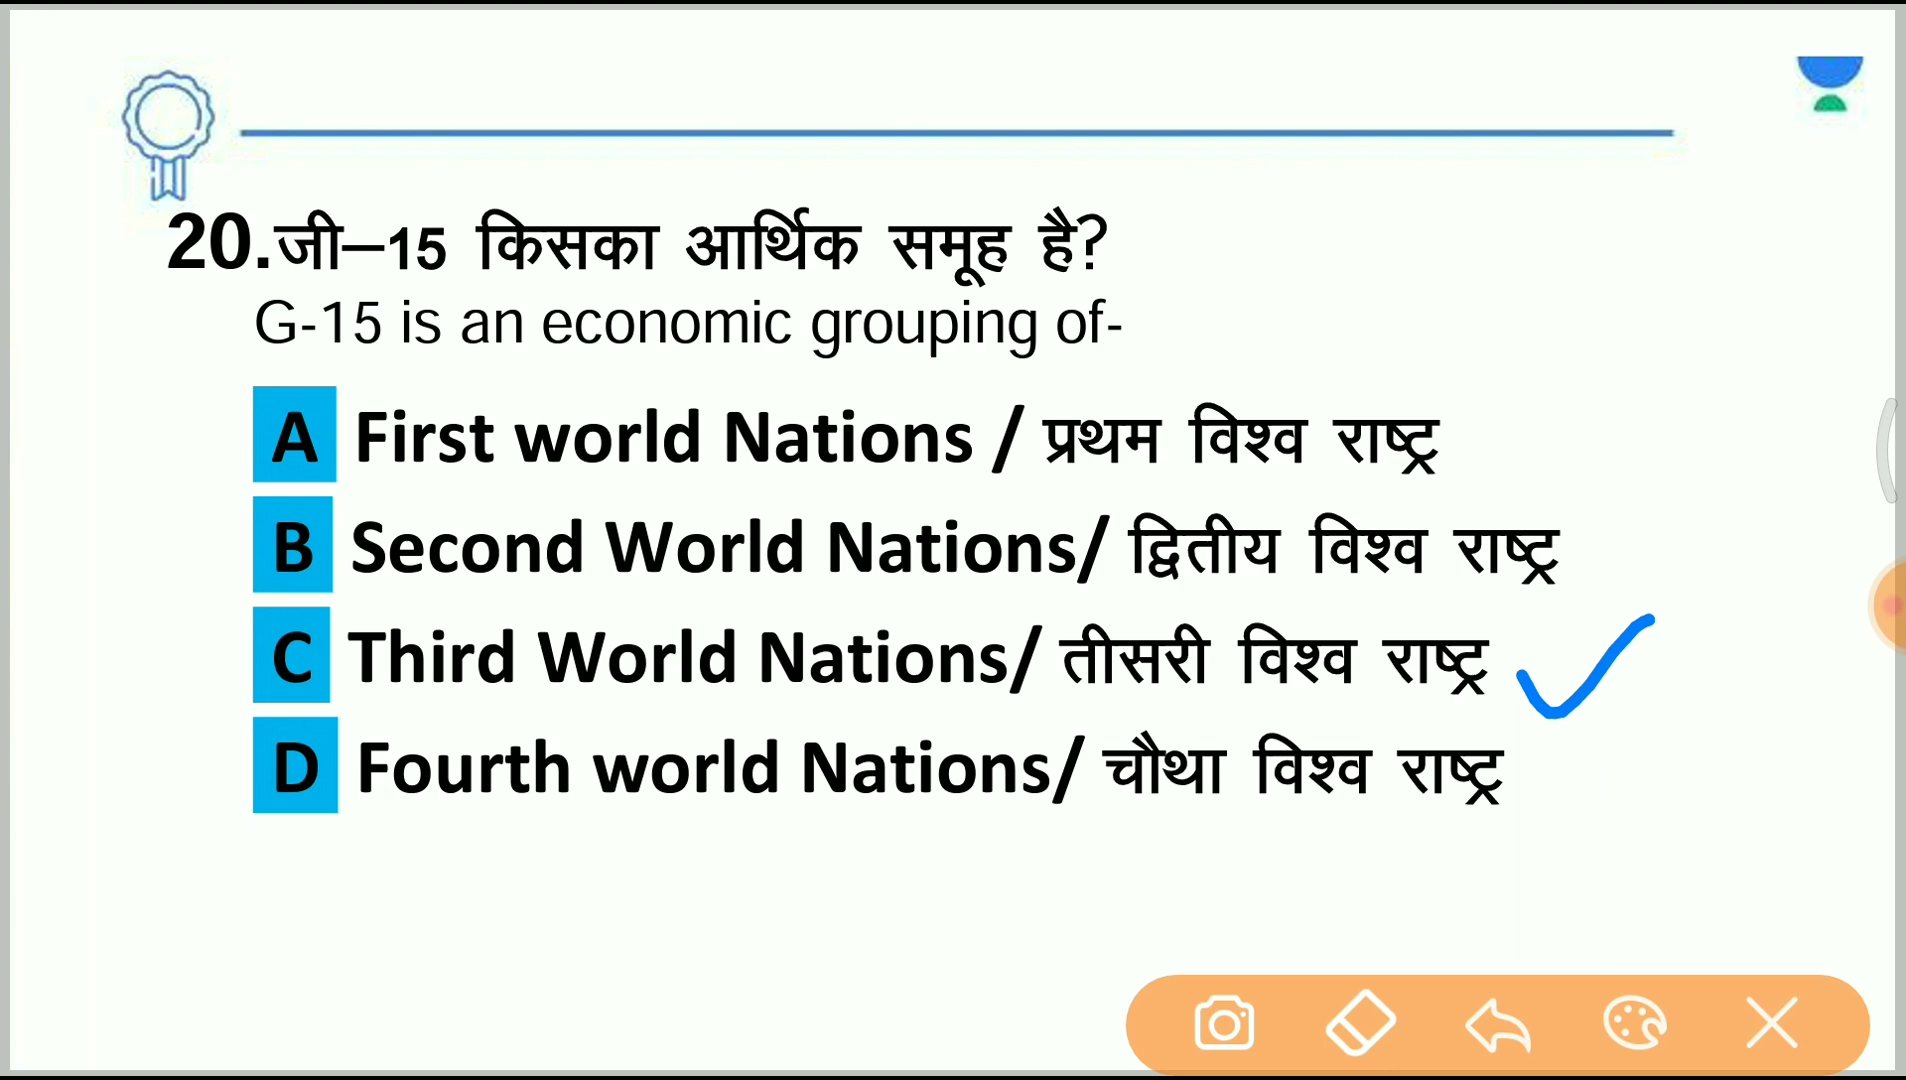 20.जी–15 किसका आर्थिक समूह है?
G-15 is an economic grouping of-
A First world Nations / प्रथम विश्व राष्ट्र
B Second World Nations/ द्वितीय विश्व राष्ट्र
C Third World Nations/ तीसरी विश्व राष्ट्र
D Fourth world Nations/ चौथा विश्व राष्ट्र